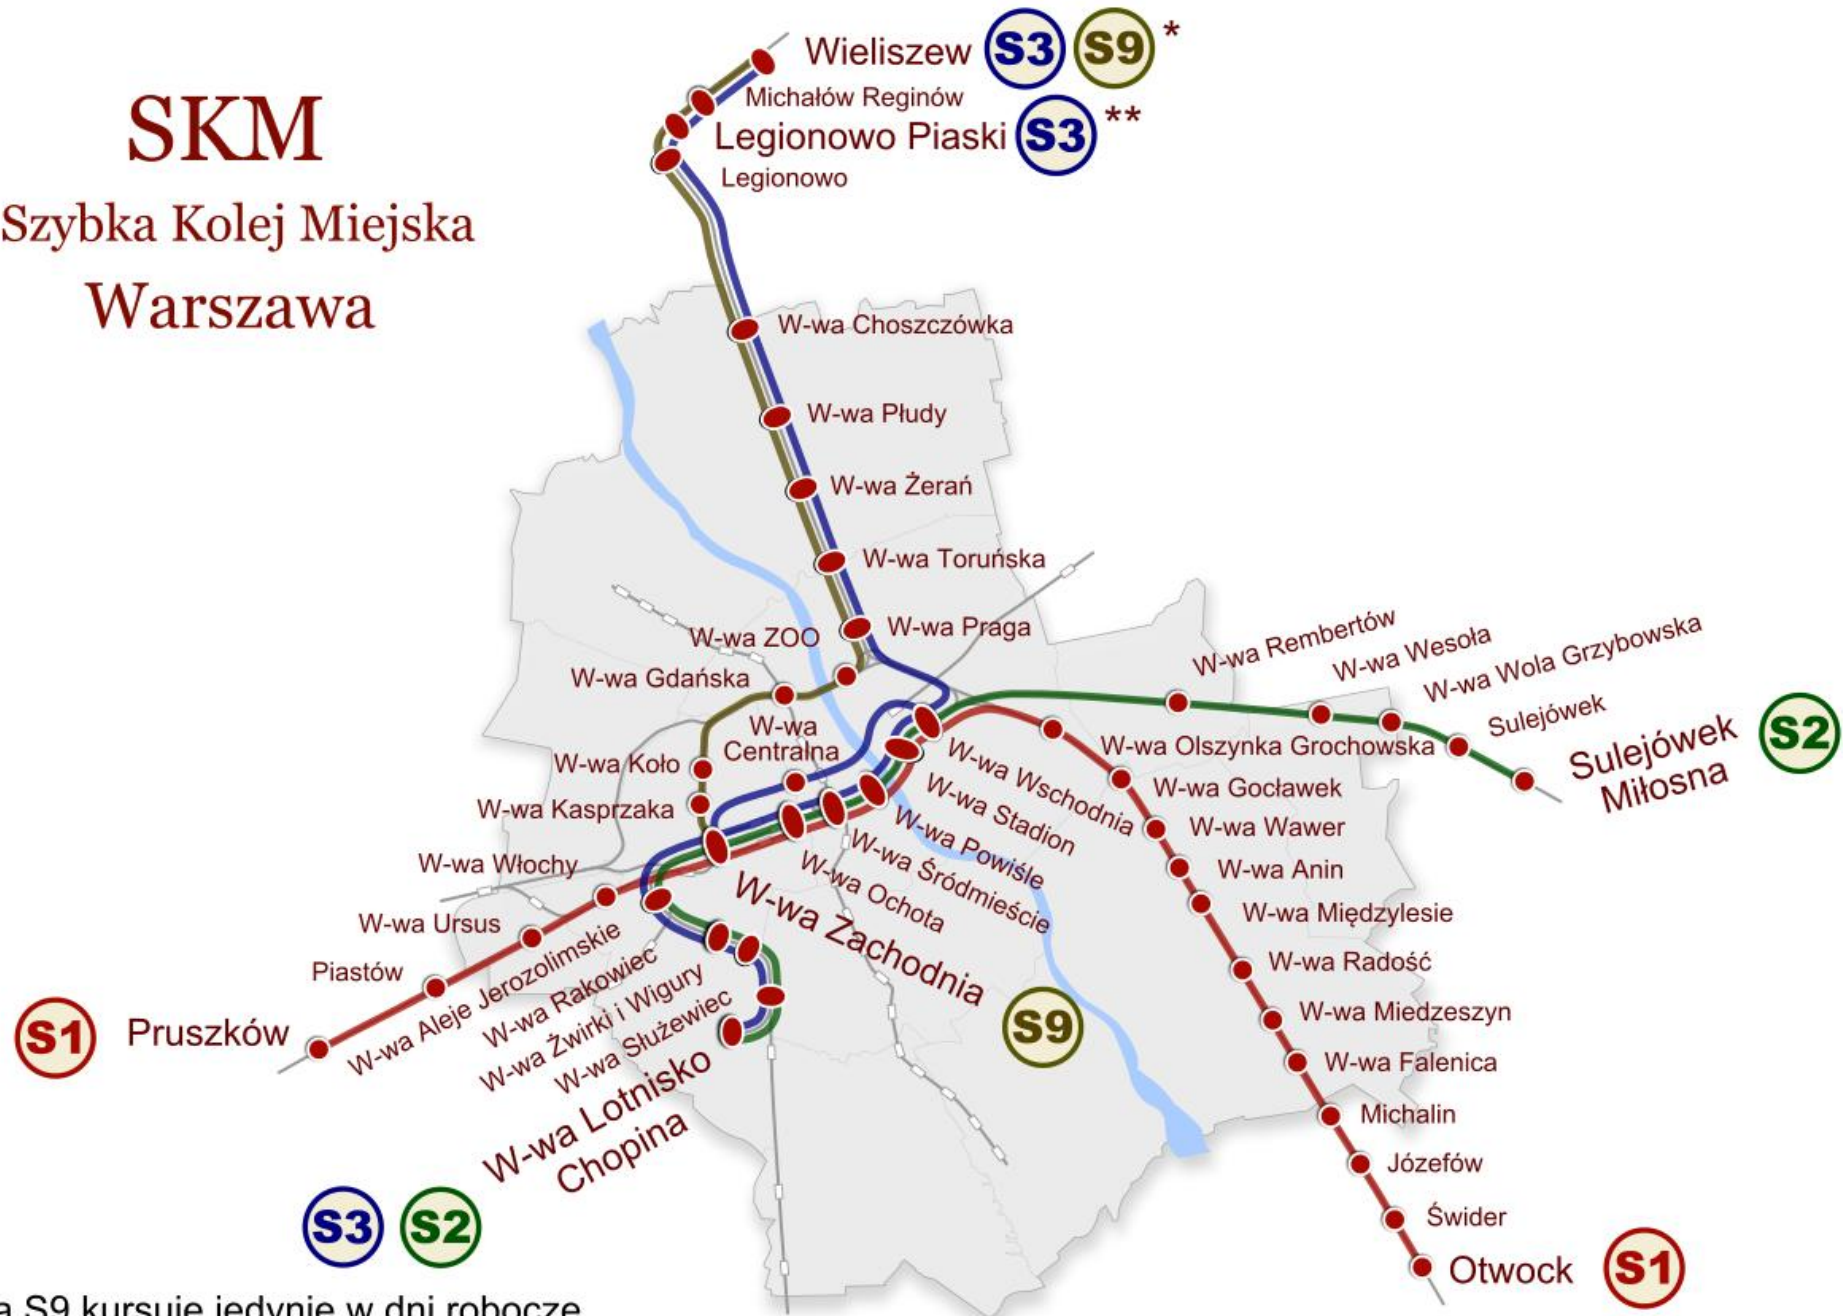 Wieliszew S3 S9 *
Michałów Reginów
Legionowo Piaski S3 **
Legionowo
SKM
Szybka Kolej Miejska
Warszawa
W-wa Choszczówka
W-wa Płudy
W-wa Żerań
W-wa Toruńska
W-wa Praga
W-wa ZOO
W-wa Gdańska
W-wa
Centralna
W-wa Koło
W-wa Kasprzaka
W-wa Rembertów
W-wa Wesoła
W-wa Wola Grzybowska
Sulejówek
Sulejówek
Miłosna
S2
W-wa Olszynka Grochowska
W-wa Gocławek
W-wa Wawer
W-wa Anin
W-wa Międzylesie
W-wa Radość
W-wa Miedzeszyn
W-wa Falenica
Michalin
Józefów
Świder
Otwock S1
W-wa Wschodnia
W-wa Stadion
W-wa Powiśle
W-wa Śródmieście
W-wa Ochota
W-wa Zachodnia
S9
W-wa Włochy
W-wa Ursus
Piastów
S1 Pruszków
W-wa Aleje Jerozolimskie
W-wa Rakowiec
W-wa Żwirki i Wigury
W-wa Służewiec
W-wa Lotnisko
Chopina
S3 S2
a S9 kursuje jedynie w dni robocze